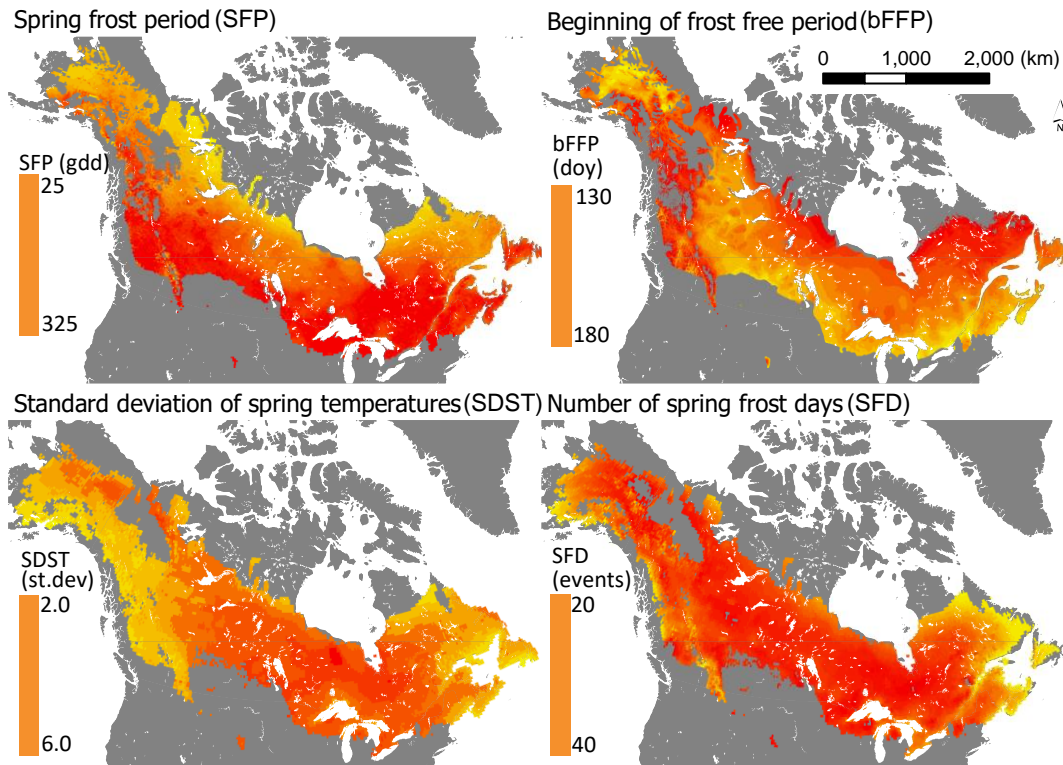 Spring frost period (SFP)
Beginning of frost free period (bFFP)
0 1,000 2,000 (km)
N
SFP (gdd)
25
325
bFFP
(doy)
130
180
Standard deviation of spring temperatures (SDST)
Number of spring frost days (SFD)
SDST
(st.dev)
2.0
6.0
SFD
(events)
20
40